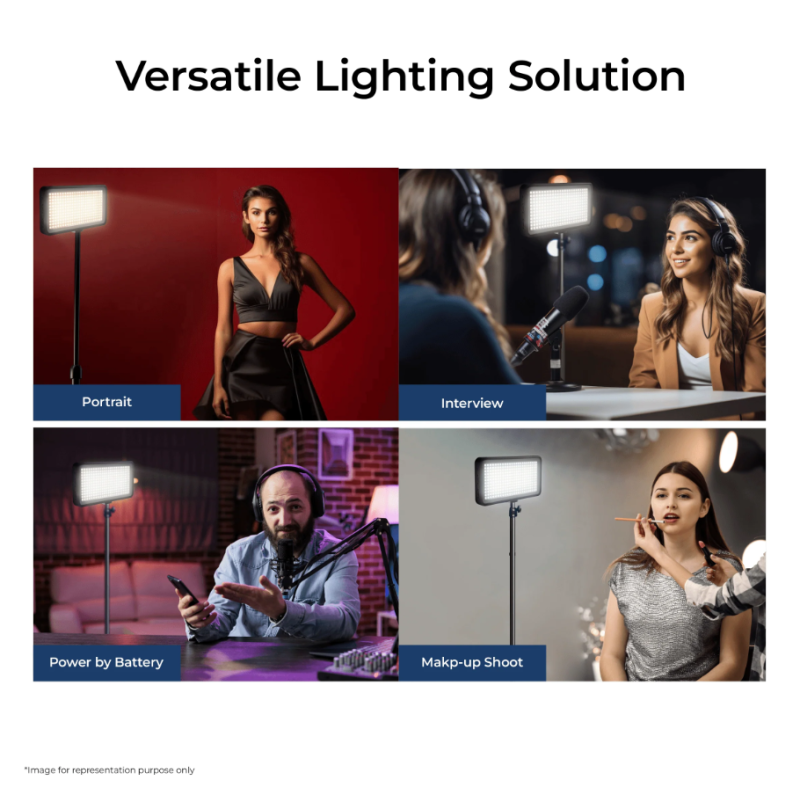 Versatile Lighting Solution
Portrait
Interview
Power by Battery
Makp-up Shoot
*Image for representation purpose only